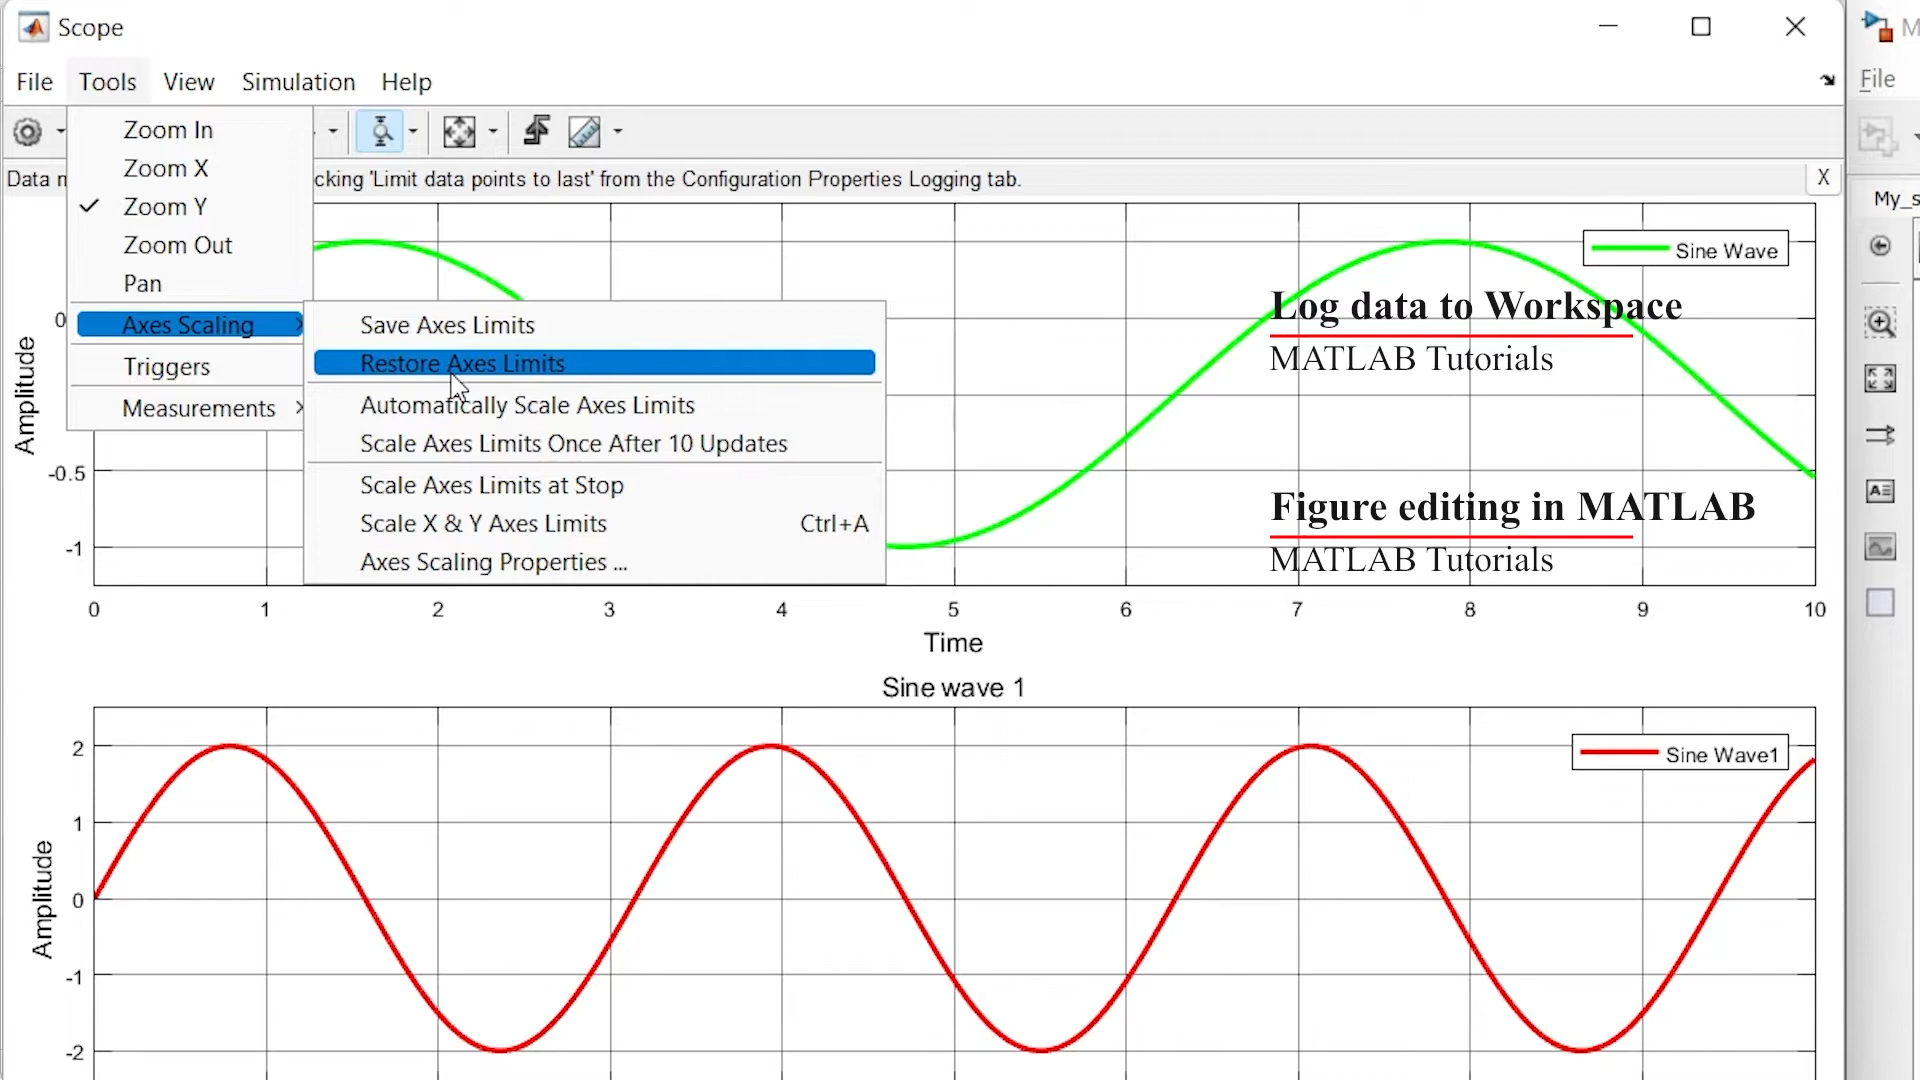 Scope
File Tools View Simulation Help
File
Zoom In
Zoom X
Zoom Y
Zoom Out
Pan
Axes Scaling
Triggers
Measurements
Data
cking 'Limit data points to last' from the Configuration Properties Logging tab.
X
My_s
Save Axes Limits
Restore Axes Limits
Automatically Scale Axes Limits
Scale Axes Limits Once After 10 Updates
Scale Axes Limits at Stop
Scale X & Y Axes Limits Ctrl+A
Axes Scaling Properties ...
Sine Wave
Log data to Workspace
MATLAB Tutorials
Figure editing in MATLAB
MATLAB Tutorials
Amplitude
0
-0.5
-1
0 1 2 3 4 5 6 7 8 9 10
Time
Sine wave 1
Sine Wave1
Amplitude
2
1
0
-1
-2